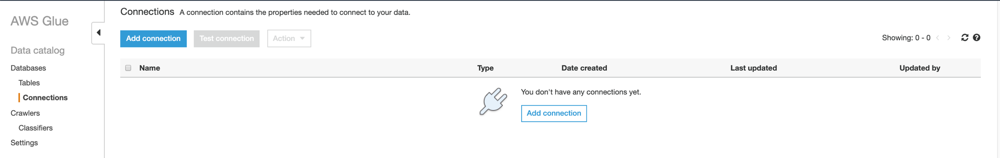 AWS Glue
Data catalog
Databases
Tables
Connections
Crawlers
Classifiers
Settings
Connections A connection contains the properties needed to connect to your data.
Add connection Test connection Action
Showing: 0 - 0
Name Type Date created Last updated Updated by
You don't have any connections yet.
Add connection